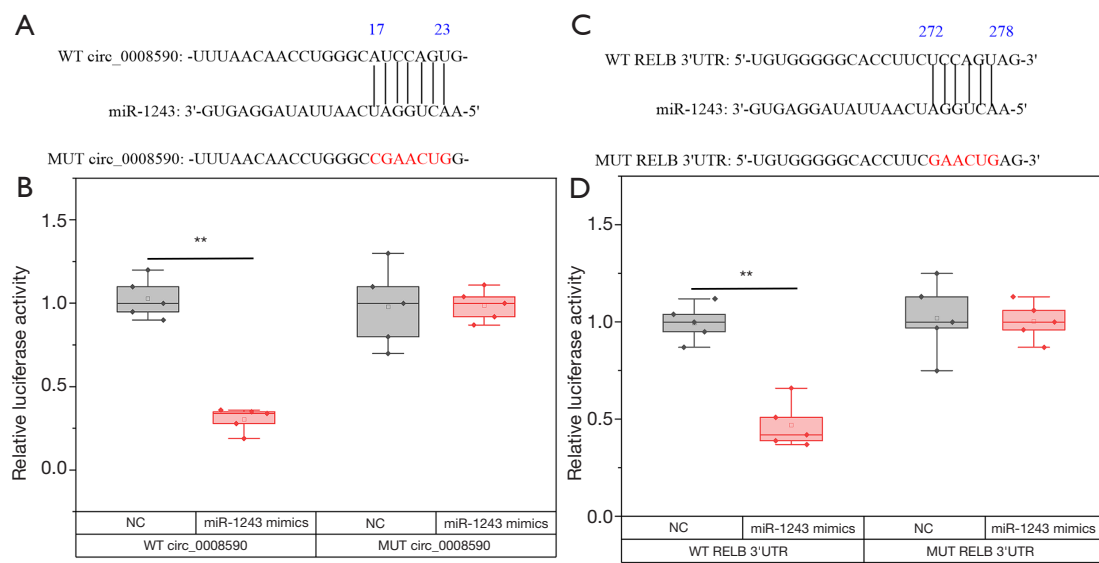 A
17 23
WT circ_0008590: -UUUAACAACCUGGGCAUCCAGUG-
miR-1243: 3'-GUGAGGAUAUUAACUAGGUCAA-5'
MUT circ_0008590: -UUUAACAACCUGGGCCGAACUGG-
C
272 278
WT RELB 3'UTR: 5'-UGUGGGGGCACCUUCUCCAGUAG-3'
miR-1243: 3'-GUGAGGAUAUUAACUAGGUCAA-5'
MUT RELB 3'UTR: 5'-UGUGGGGGCACCUUCGAACUGAG-3'
B
Relative luciferase activity
1.5
1.0
0.5
0.0
**
NC miR-1243 mimics NC miR-1243 mimics
WT circ_0008590 MUT circ_0008590
D
Relative luciferase activity
1.5
1.0
0.5
0.0
**
NC miR-1243 mimics NC miR-1243 mimics
WT RELB 3'UTR MUT RELB 3'UTR